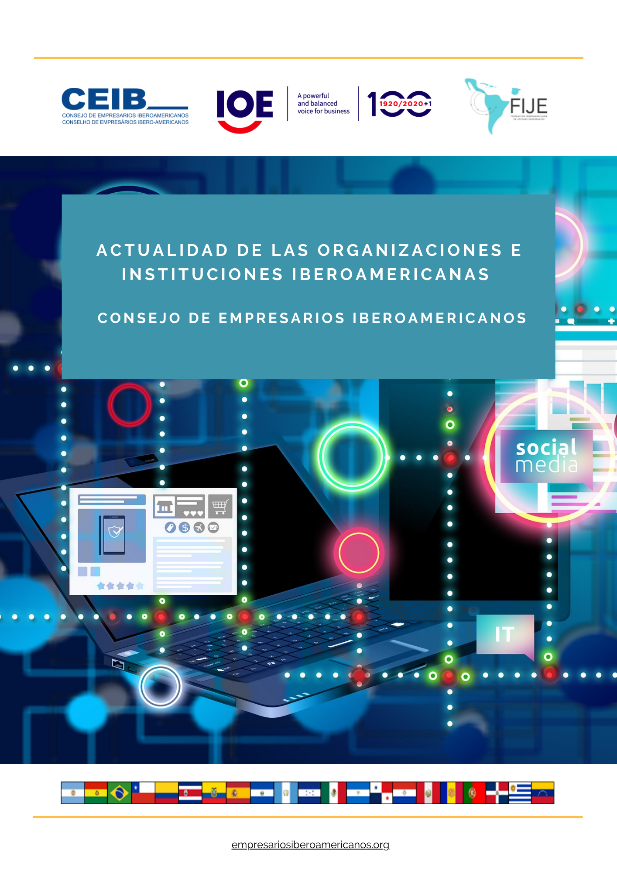 CEIB
CONSEJO DE EMPRESARIOS IBEROAMERICANOS
CONSELHO DE EMPRESÁRIOS IBERO-AMERICANOS
IOE
A powerful
and balanced
voice for business
100
1920/2020+1
FIJE
ACTUALIDAD DE LAS ORGANIZACIONES E
INSTITUCIONES IBEROAMERICANAS
CONSEJO DE EMPRESARIOS IBEROAMERICANOS
social
media
IT
empresariosiberoamericanos.org